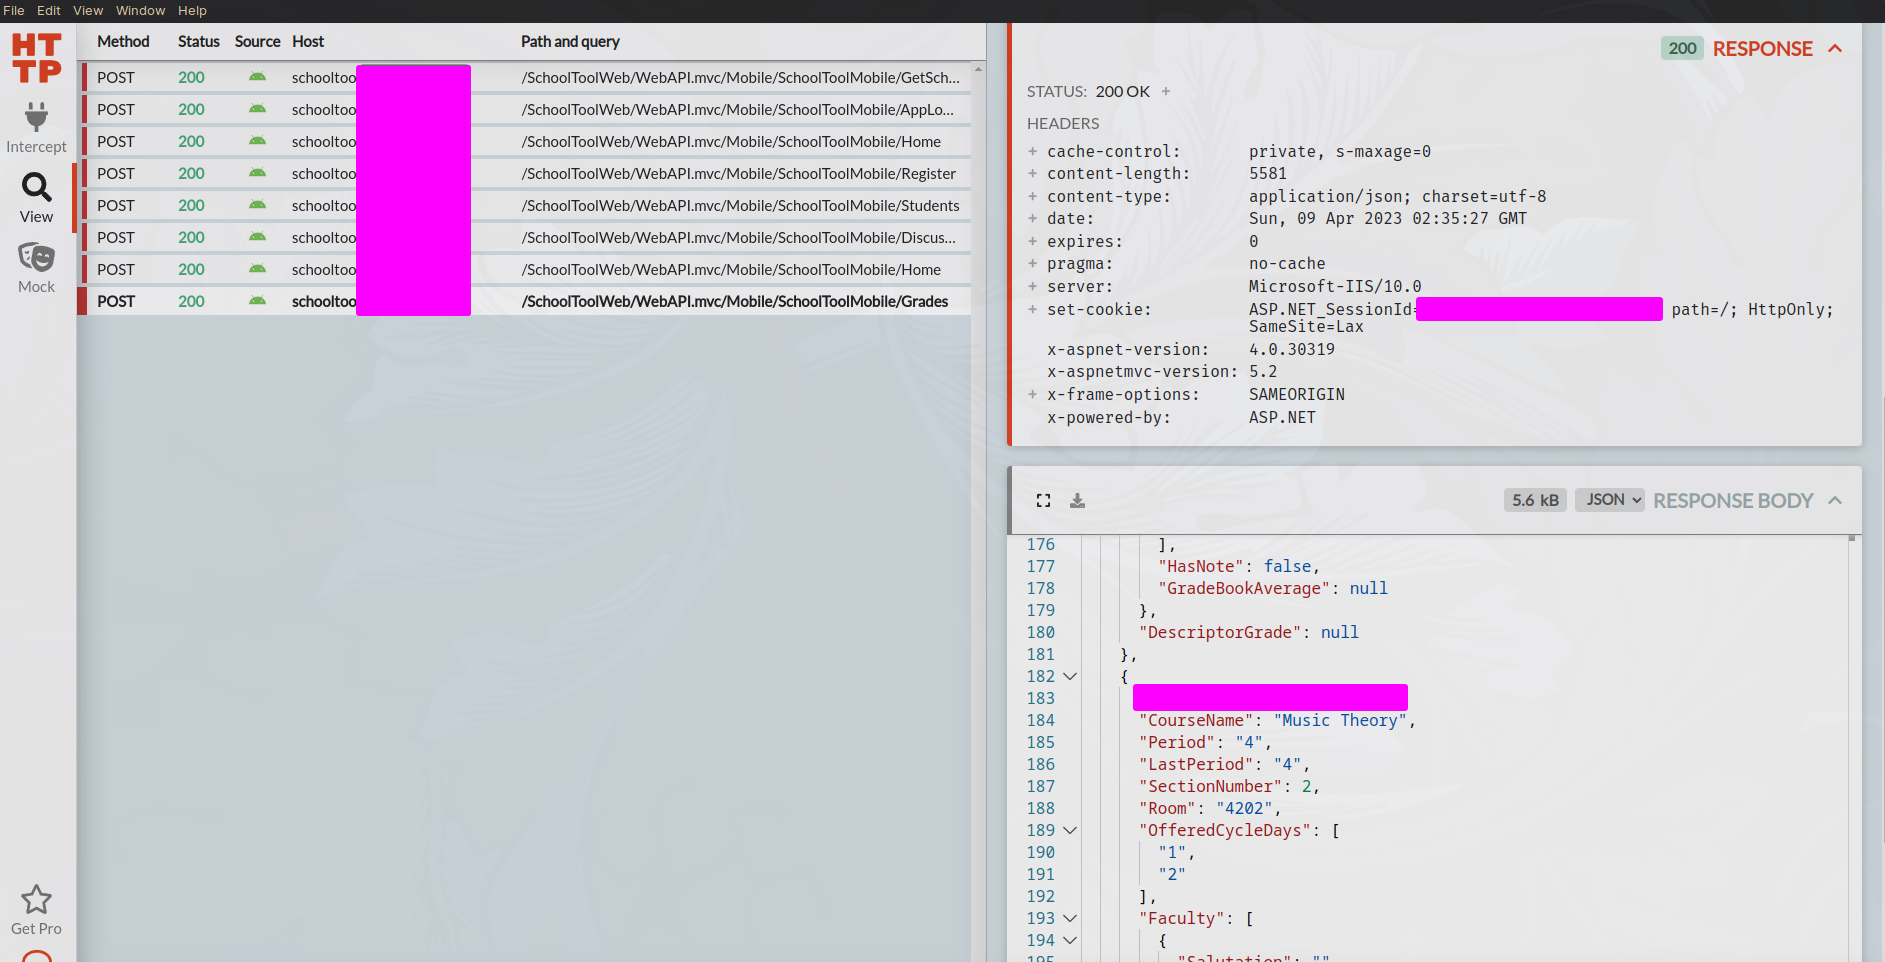 File Edit View Window Help
HT
TP
Intercept
View
Mock
Get Pro
Method Status Source Host Path and query
POST 200 schooltoo /SchoolToolWeb/WebAPI.mvc/Mobile/SchoolToolMobile/GetSch...
POST 200 schooltoo /SchoolToolWeb/WebAPI.mvc/Mobile/SchoolToolMobile/AppLo...
POST 200 schooltoo /SchoolToolWeb/WebAPI.mvc/Mobile/SchoolToolMobile/Home
POST 200 schooltoo /SchoolToolWeb/WebAPI.mvc/Mobile/SchoolToolMobile/Register
POST 200 schooltoo /SchoolToolWeb/WebAPI.mvc/Mobile/SchoolToolMobile/Students
POST 200 schooltoo /SchoolToolWeb/WebAPI.mvc/Mobile/SchoolToolMobile/Discus...
POST 200 schooltoo /SchoolToolWeb/WebAPI.mvc/Mobile/SchoolToolMobile/Home
POST 200 schooltoo /SchoolToolWeb/WebAPI.mvc/Mobile/SchoolToolMobile/Grades
200 RESPONSE
STATUS: 200 OK +
HEADERS
+ cache-control: private, s-maxage=0
+ content-length: 5581
+ content-type: application/json; charset=utf-8
+ date: Sun, 09 Apr 2023 02:35:27 GMT
+ expires: 0
+ pragma: no-cache
+ server: Microsoft-IIS/10.0
+ set-cookie: ASP.NET_SessionId= path=/; HttpOnly;
SameSite=Lax
x-aspnet-version: 4.0.30319
x-aspnetmvc-version: 5.2
+ x-frame-options: SAMEORIGIN
x-powered-by: ASP.NET
5.6 kB JSON RESPONSE BODY
176 ],
177 "HasNote": false,
178 "GradeBookAverage": null
179 },
180 "DescriptorGrade": null
181 },
182 {
183
184 "CourseName": "Music Theory",
185 "Period": "4",
186 "LastPeriod": "4",
187 "SectionNumber": 2,
188 "Room": "4202",
189 "OfferedCycleDays": [
190 "1",
191 "2"
192 ],
193 "Faculty": [
194 {
195 "Salutation": ""